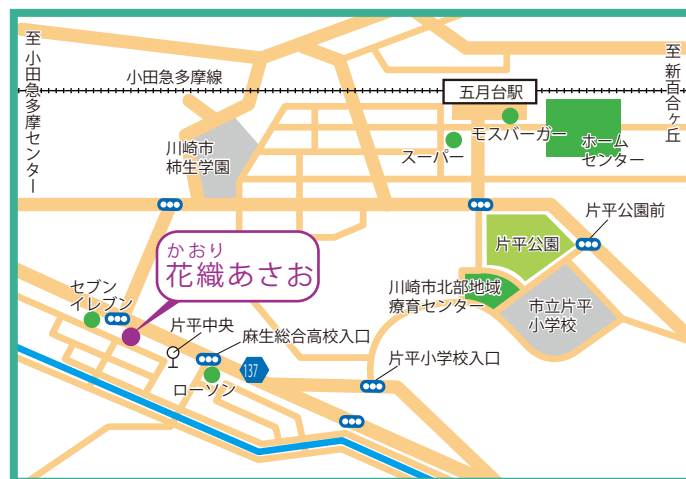 至 小田急多摩センター
小田急多摩線
五月台駅
至 新百合ヶ丘
モスバーガー
スーパー
ホーム
センター
川崎市
柿生学園
片平公園前
片平公園
かおり
花織あさお
川崎市北部地域
療育センター
市立片平
小学校
セブン
イレブン
片平中央
麻生総合高校入口
137
ローソン
片平小学校入口